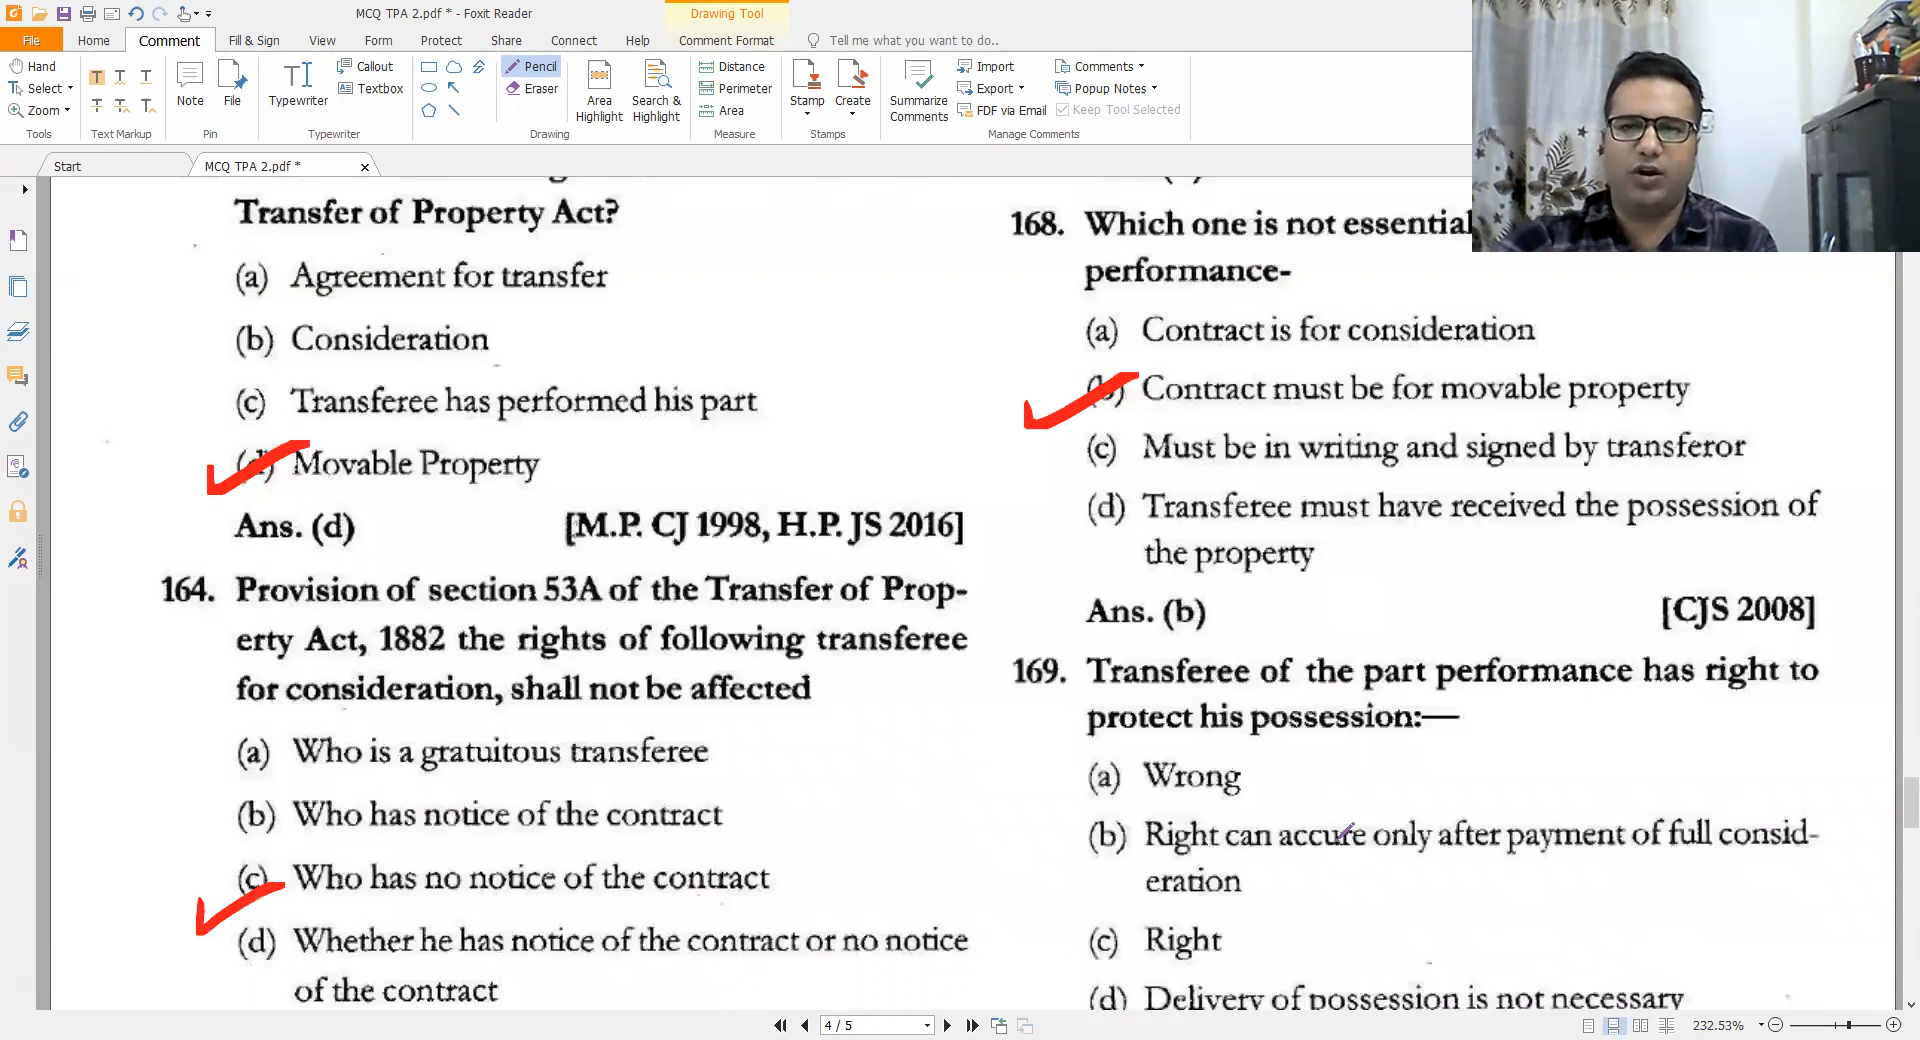 MCQ TPA 2.pdf * - Foxit Reader
Drawing Tool
File
Home
Comment
Fill & Sign
View
Form
Protect
Share
Connect
Help
Comment Format
Tell me what you want to do..
Hand
Select
Zoom
Tools
Text Markup
Note
File
Pin
Typewriter
Callout
Textbox
Typewriter
Pencil
Eraser
Drawing
Area
Highlight
Search &
Highlight
Distance
Perimeter
Area
Measure
Stamp
Create
Stamps
Summarize
Comments
Import
Export
FDF via Email
Comments
Popup Notes
Keep Tool Selected
Manage Comments
Start
MCQ TPA 2.pdf *
Transfer of Property Act?
(a) Agreement for transfer
(b) Consideration
(c) Transferee has performed his part
(d) Movable Property
Ans. (d) [M.P. CJ 1998, H.P. JS 2016]
164. Provision of section 53A of the Transfer of Prop-
erty Act, 1882 the rights of following transferee
for consideration, shall not be affected
(a) Who is a gratuitous transferee
(b) Who has notice of the contract
(c) Who has no notice of the contract
(d) Whether he has notice of the contract or no notice
of the contract
168. Which one is not essential
performance-
(a) Contract is for consideration
(b) Contract must be for movable property
(c) Must be in writing and signed by transferor
(d) Transferee must have received the possession of
the property
Ans. (b) [CJS 2008]
169. Transferee of the part performance has right to
protect his possession:—
(a) Wrong
(b) Right can accure only after payment of full consid-
eration
(c) Right
(d) Delivery of possession is not necessary
4 / 5
232.53%